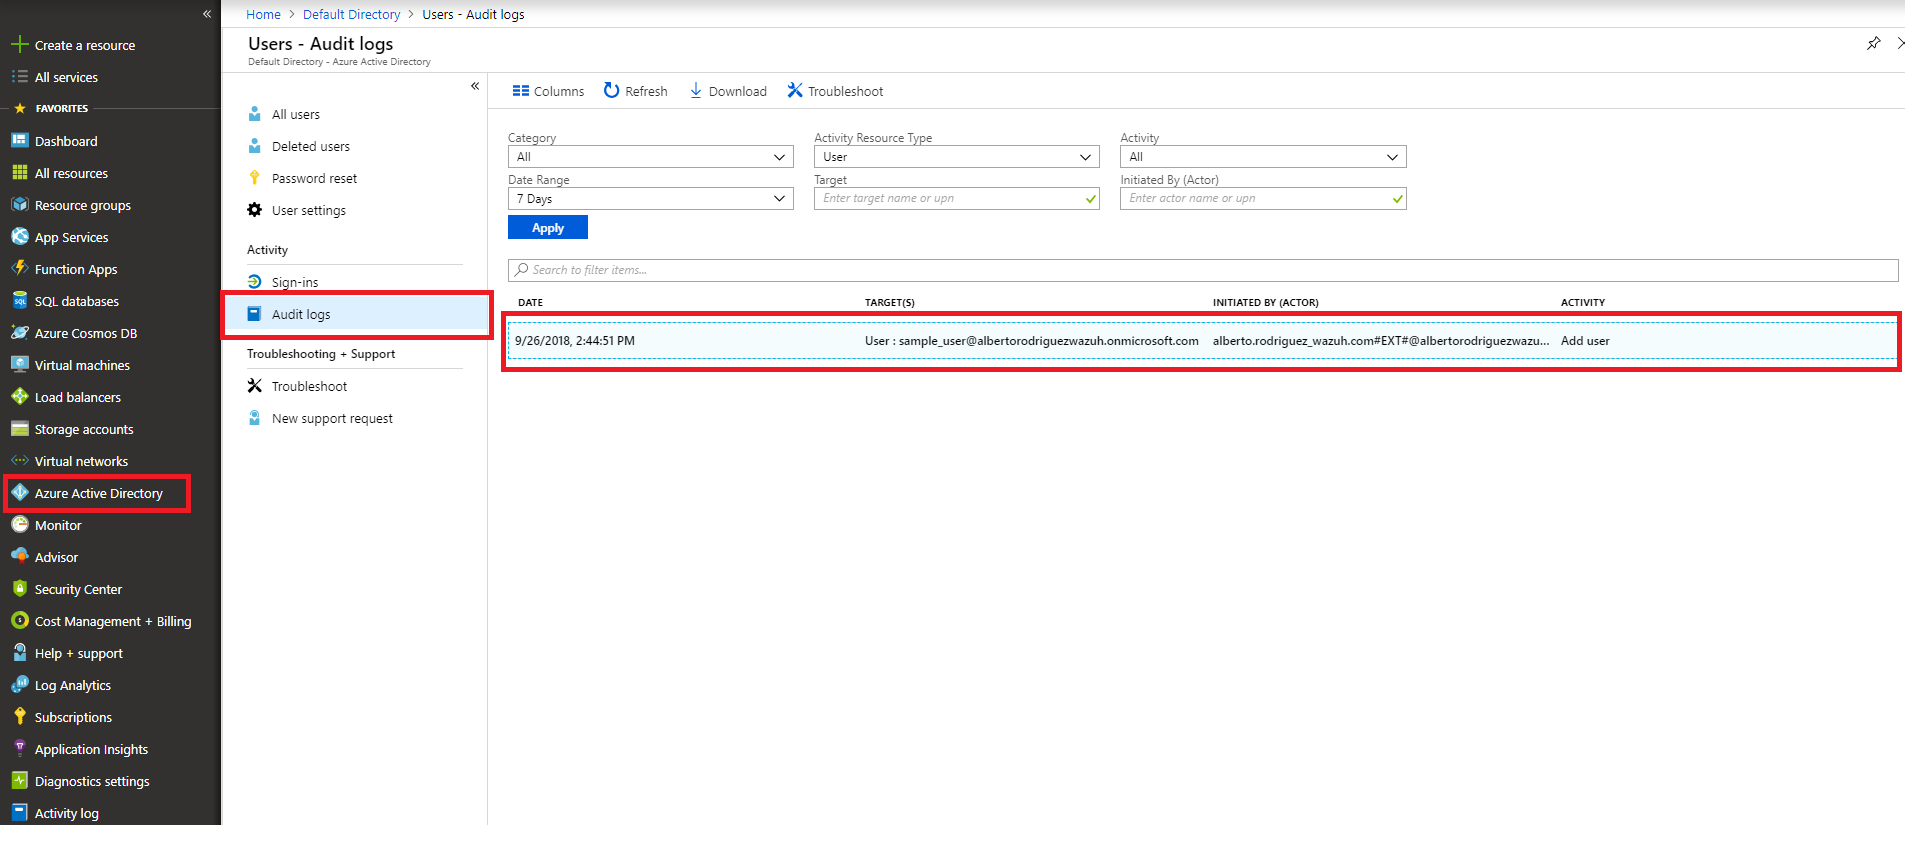 «
Create a resource
All services
FAVORITES
Dashboard
All resources
Resource groups
App Services
Function Apps
SQL databases
Azure Cosmos DB
Virtual machines
Load balancers
Storage accounts
Virtual networks
Azure Active Directory
Monitor
Advisor
Security Center
Cost Management + Billing
Help + support
Log Analytics
Subscriptions
Application Insights
Diagnostics settings
Activity log
Home > Default Directory > Users - Audit logs
Users - Audit logs
Default Directory - Azure Active Directory
«
All users
Deleted users
Password reset
User settings
Activity
Sign-ins
Audit logs
Troubleshooting + Support
Troubleshoot
New support request
Columns Refresh Download Troubleshoot
Category Activity Resource Type Activity
All User All
Date Range Target Initiated By (Actor)
7 Days Enter target name or upn Enter actor name or upn
Apply
Search to filter items...
DATE TARGET(S) INITIATED BY (ACTOR) ACTIVITY
9/26/2018, 2:44:51 PM User : sample_user@albertorodriguezwazuh.onmicrosoft.com alberto.rodriguez_wazuh.com#EXT#@albertorodriguezwazu... Add user